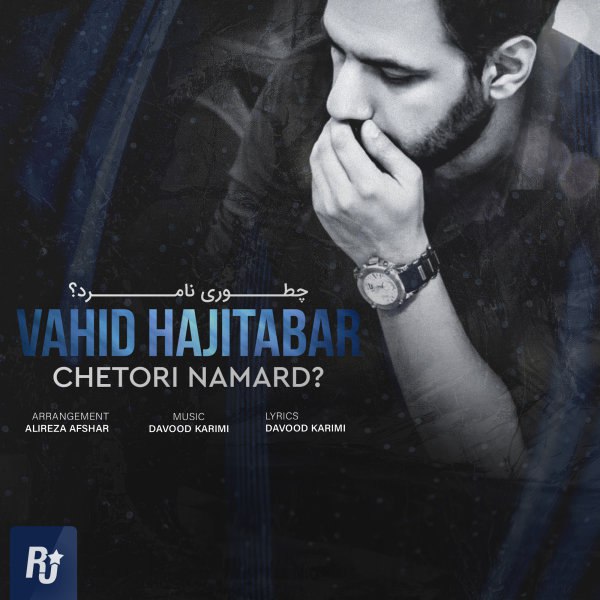 چطوری نامرد؟
VAHID HAJITABAR
CHETORI NAMARD?
ARRANGEMENT MUSIC LYRICS
ALIREZA AFSHAR DAVOOD KARIMI DAVOOD KARIMI
RJ